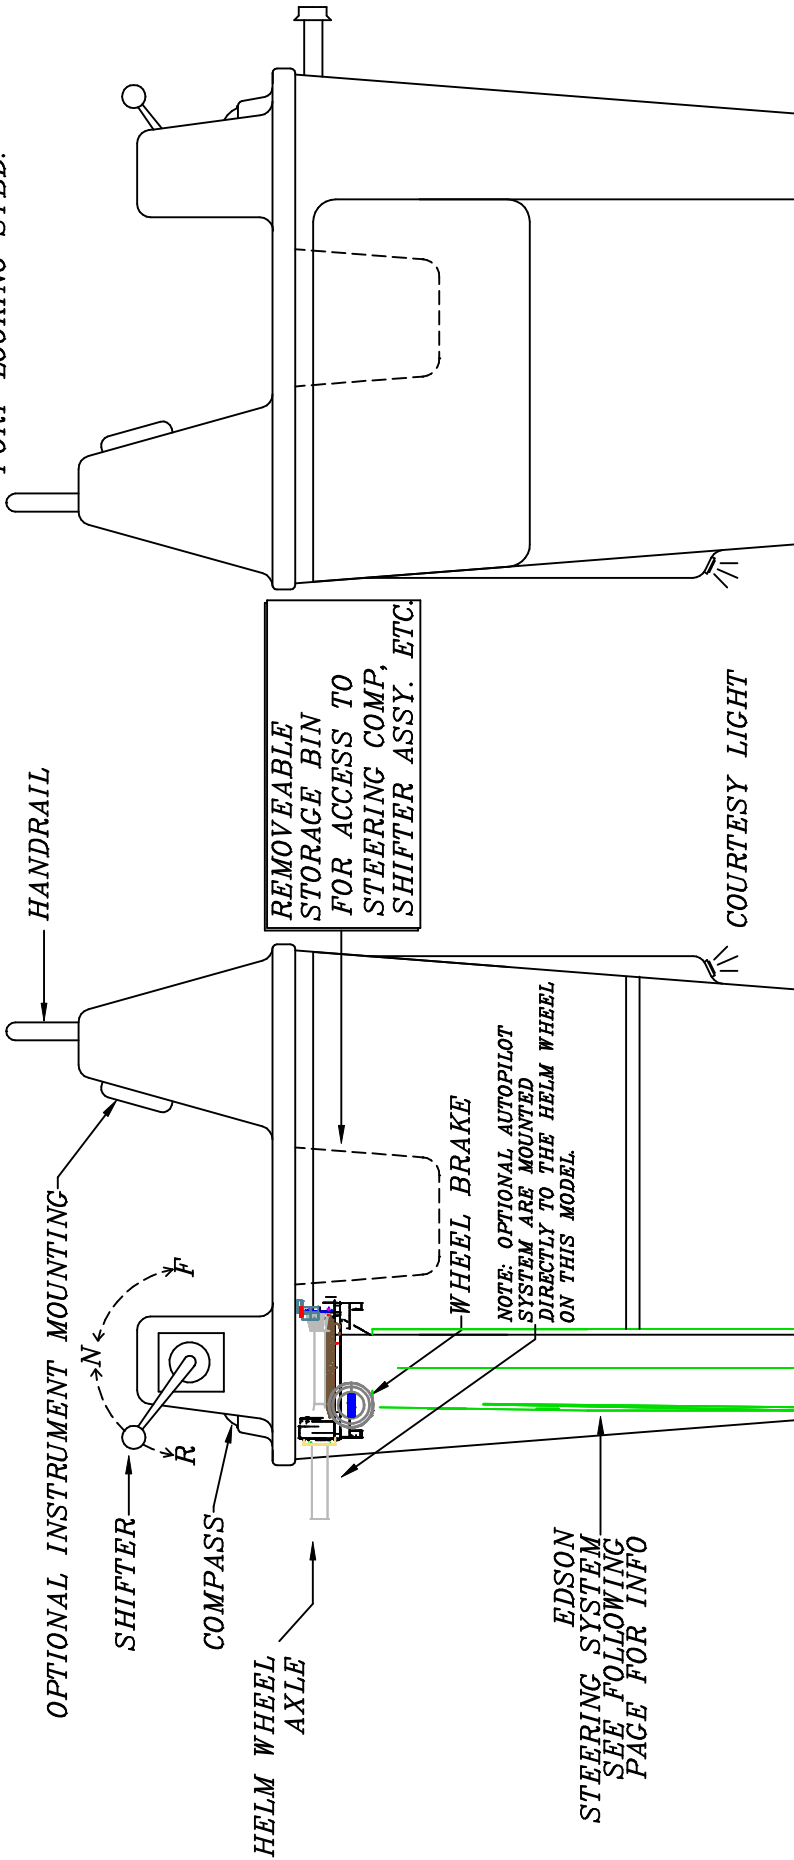 LOOKING STBD.
HANDRAIL
OPTIONAL INSTRUMENT MOUNTING
SHIFTER
R
N
F
COMPASS
HELM WHEEL
AXLE
REMOVEABLE
STORAGE BIN
FOR ACCESS TO
STEERING COMP,
SHIFTER ASSY. ETC.
WHEEL BRAKE
NOTE: OPTIONAL AUTOPILOT
SYSTEM ARE MOUNTED
DIRECTLY TO THE HELM WHEEL
ON THIS MODEL.
EDSON
STEERING SYSTEM
SEE FOLLOWING
PAGE FOR INFO
COURTESY LIGHT